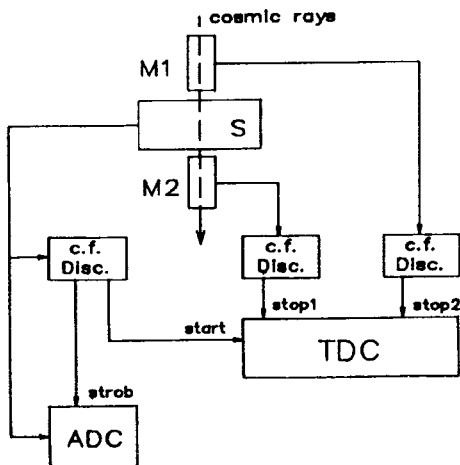 cosmic rays
M1
S
M2
c.f.
Disc.
c.f.
Disc.
c.f.
Disc.
start
stop1
stop2
TDC
strob
ADC